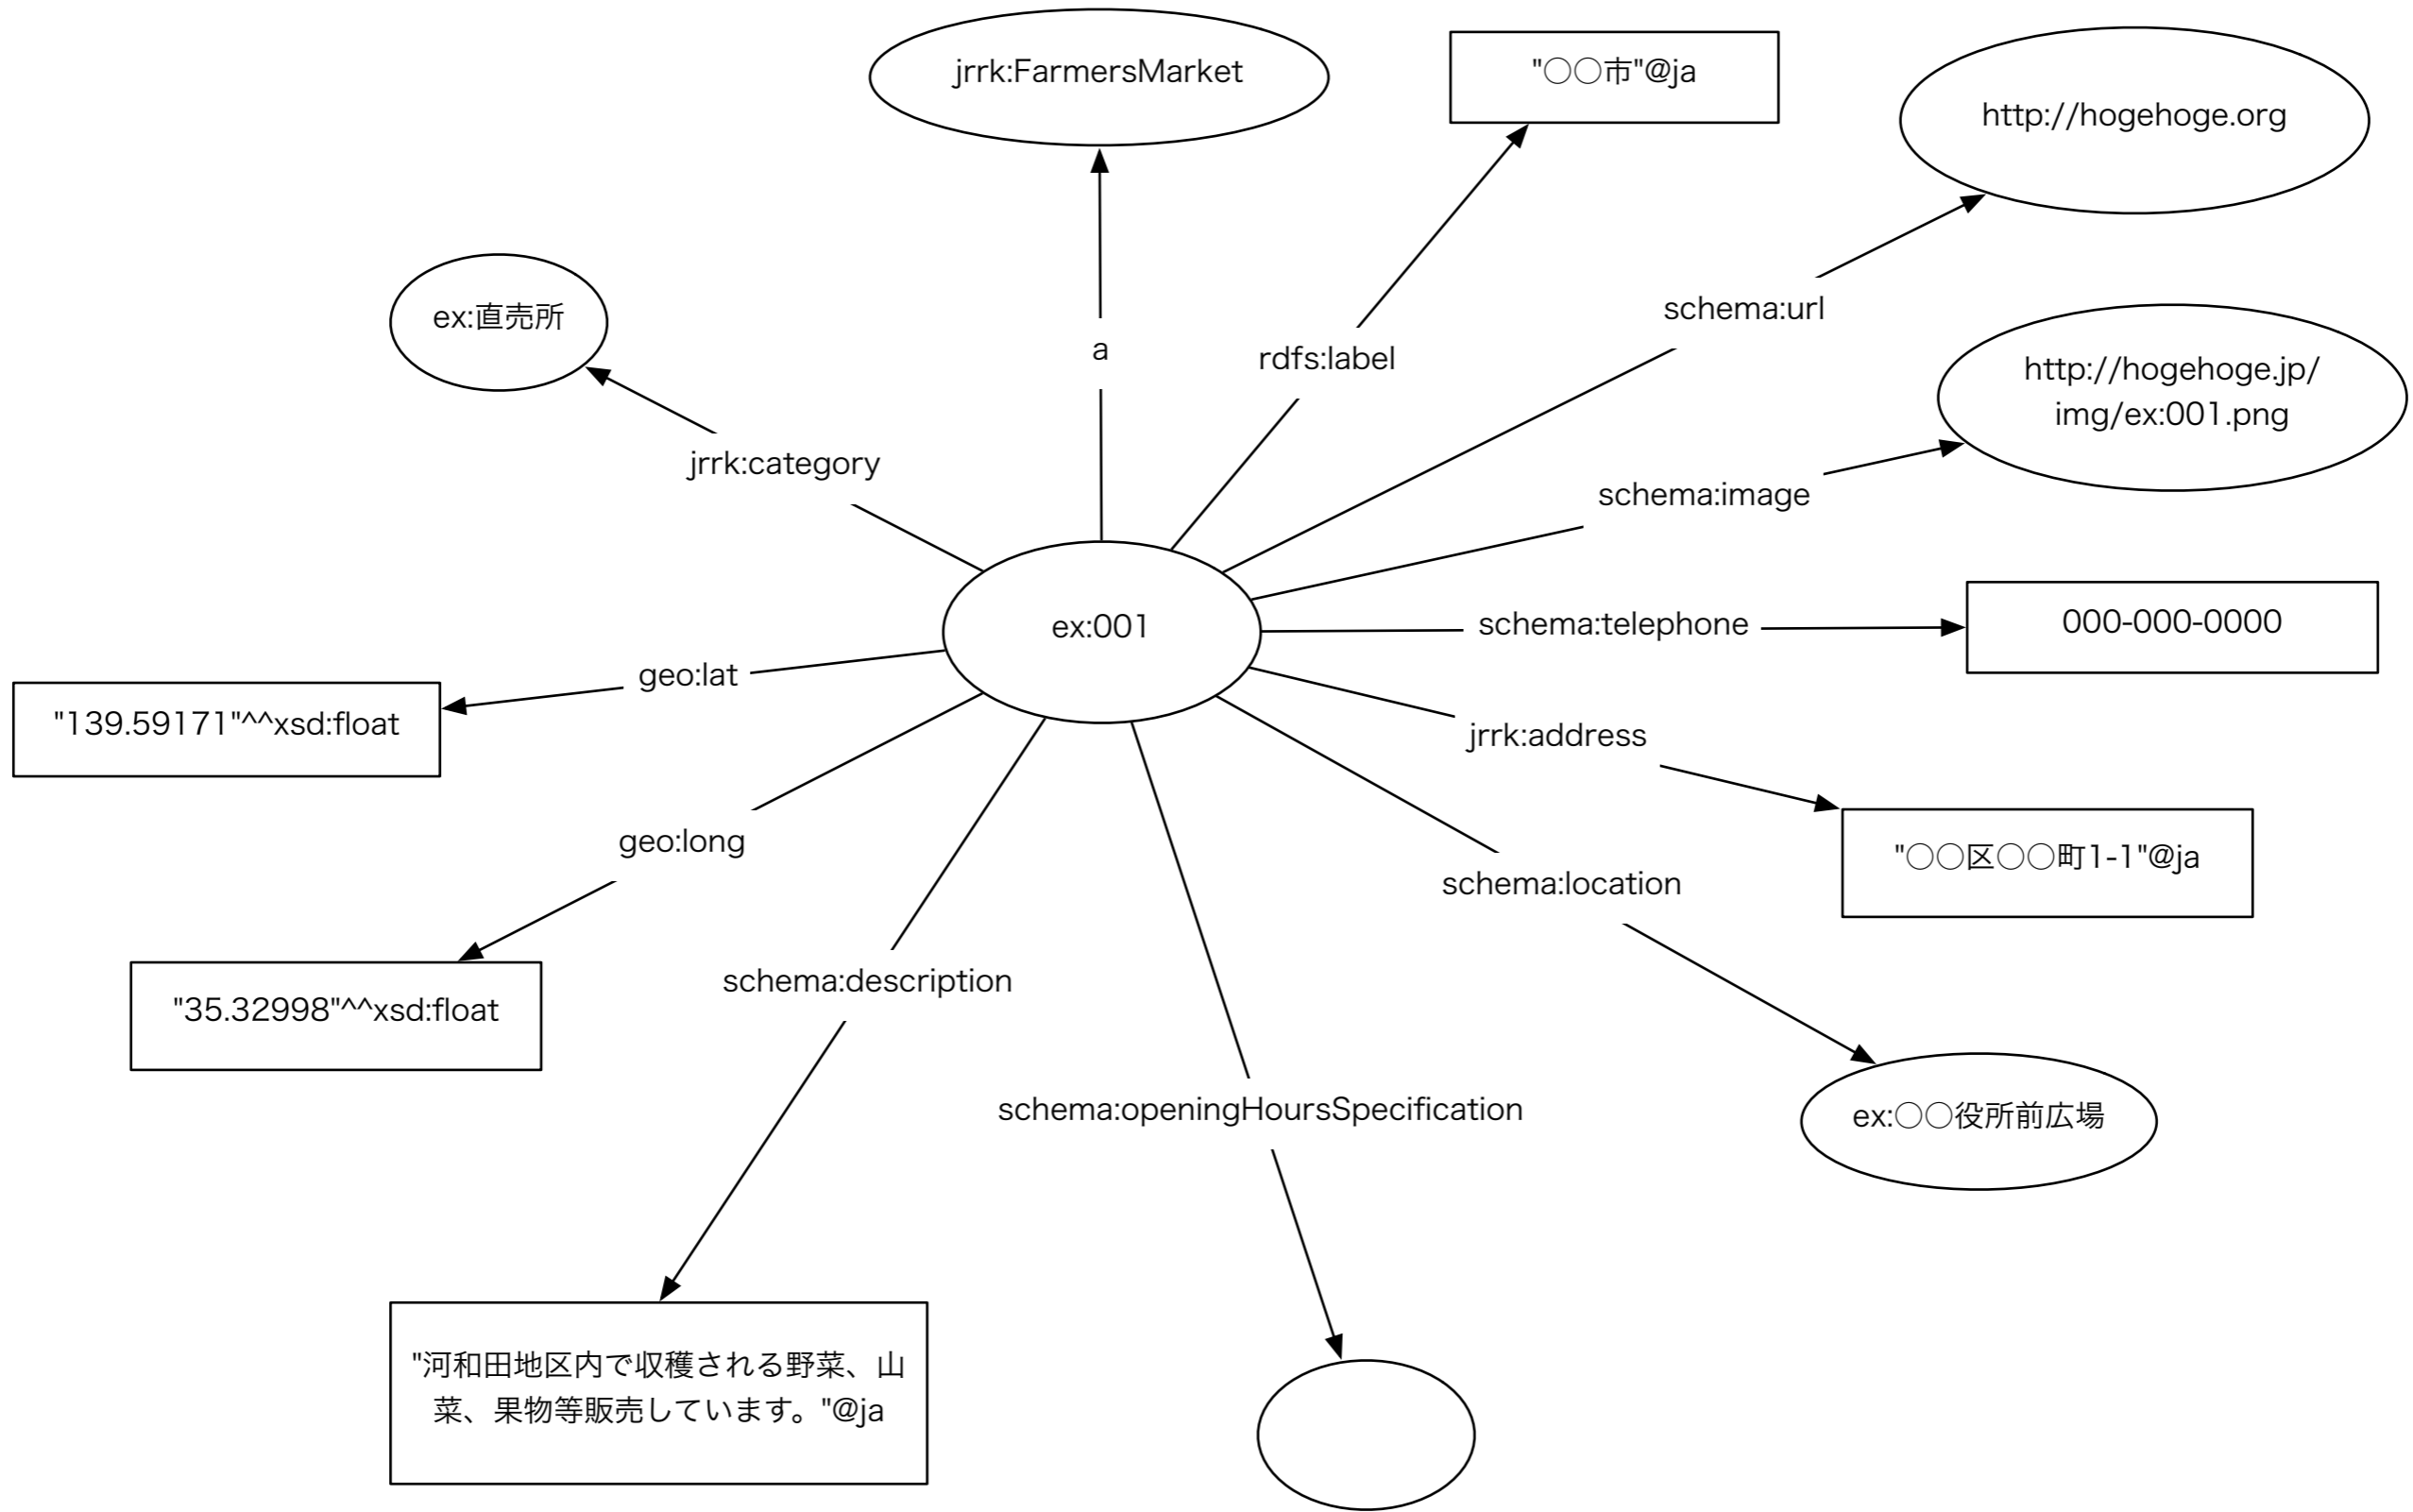 jrrk:FarmersMarket
"○○市"@ja
http://hogehoge.org
schema:url
ex:直売所
a
rdfs:label
http://hogehoge.jp/
img/ex:001.png
jrrk:category
schema:image
ex:001
schema:telephone
000-000-0000
geo:lat
"139.59171"^^xsd:float
jrrk:address
geo:long
"○○区○○町1-1"@ja
schema:location
schema:description
"35.32998"^^xsd:float
schema:openingHoursSpecification
ex:○○役所前広場
"河和田地区内で収穫される野菜、山
菜、果物等販売しています。"@ja